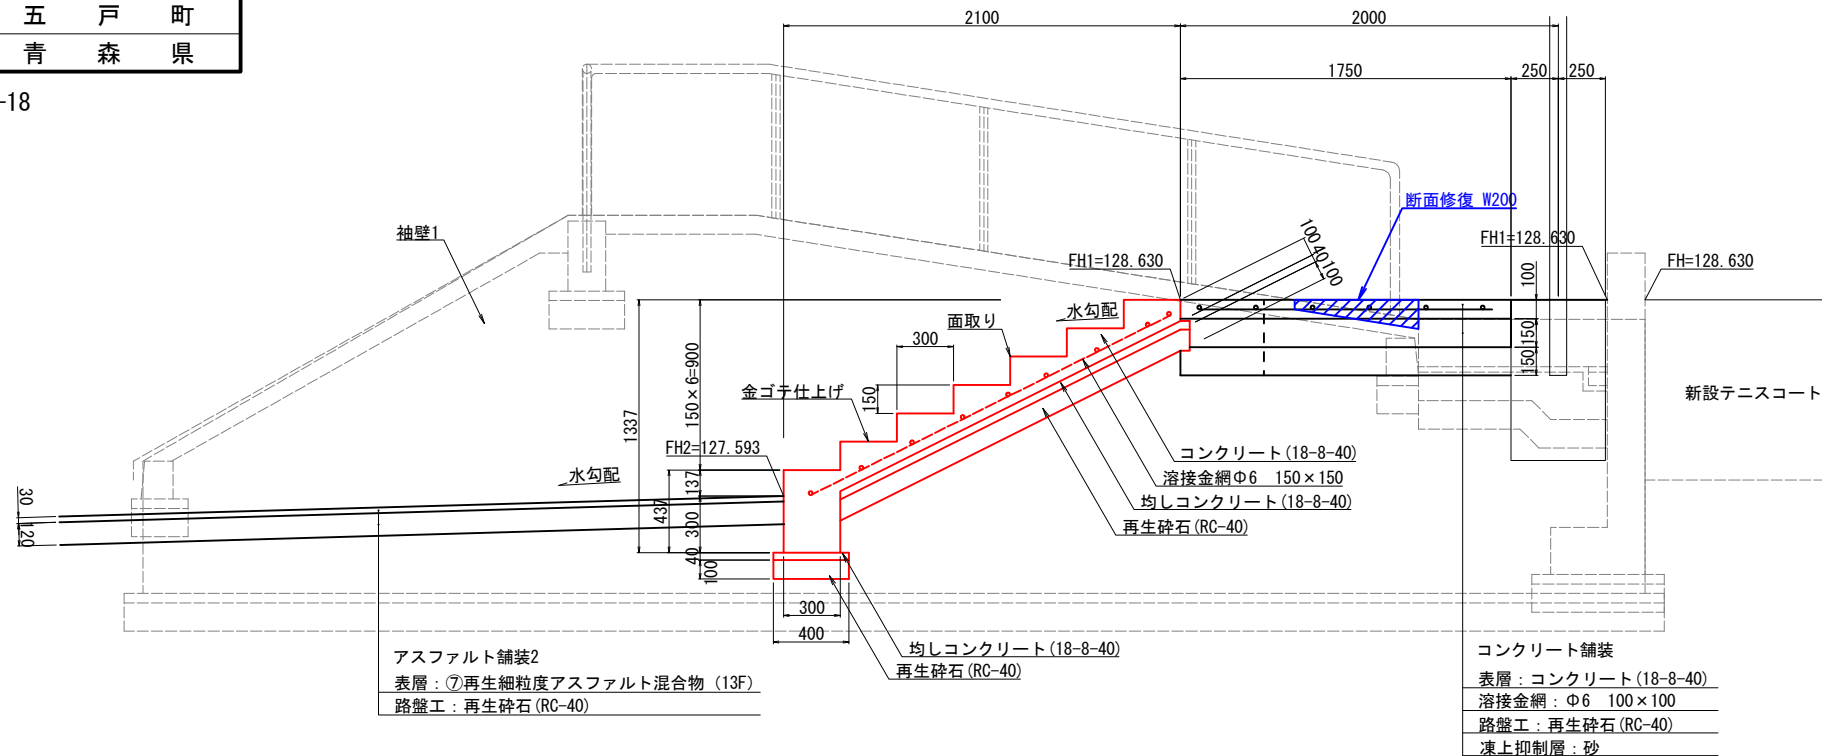 五戸町
青森県
-18
2100
2000
1750
250
250
断面修復 W200
袖壁1
FH1=128.630
FH1=128.630
FH=128.630
100
40
100
100
150
150
面取り
水勾配
300
150
金ゴテ仕上げ
150×6=900
1337
FH2=127.593
水勾配
137
437
300
40
100
30
120
新設テニスコート
コンクリート(18-8-40)
溶接金網Φ6 150×150
均しコンクリート(18-8-40)
再生砕石(RC-40)
300
400
均しコンクリート(18-8-40)
再生砕石(RC-40)
アスファルト舗装2
表層：⑦再生細粒度アスファルト混合物（13F）
路盤工：再生砕石(RC-40)
コンクリート舗装
表層：コンクリート(18-8-40)
溶接金網：Φ6 100×100
路盤工：再生砕石(RC-40)
凍上抑制層：砂